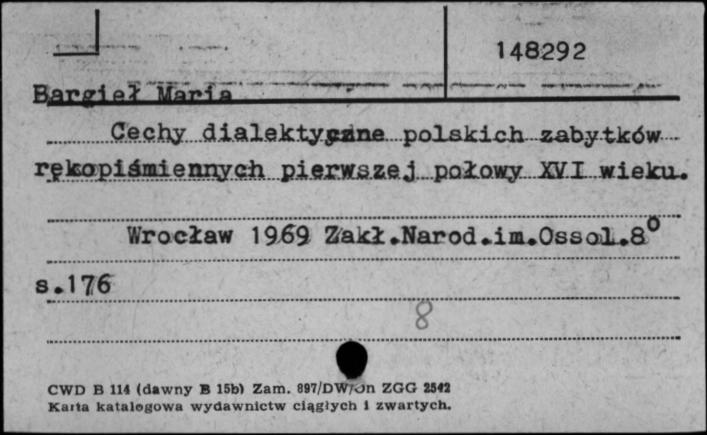 148292
Bargieł Maria
Cechy dialektyczne polskich zabytków
rękopiśmiennych pierwszej połowy XVI wieku.
Wrocław 1969 Zakł.Narod.im.Ossol.8°
s.176
8
CWD B 114 (dawny B 15b) Zam. 897/DW/Jn ZGG 2542
Karta katalogowa wydawnictw ciągłych i zwartych.